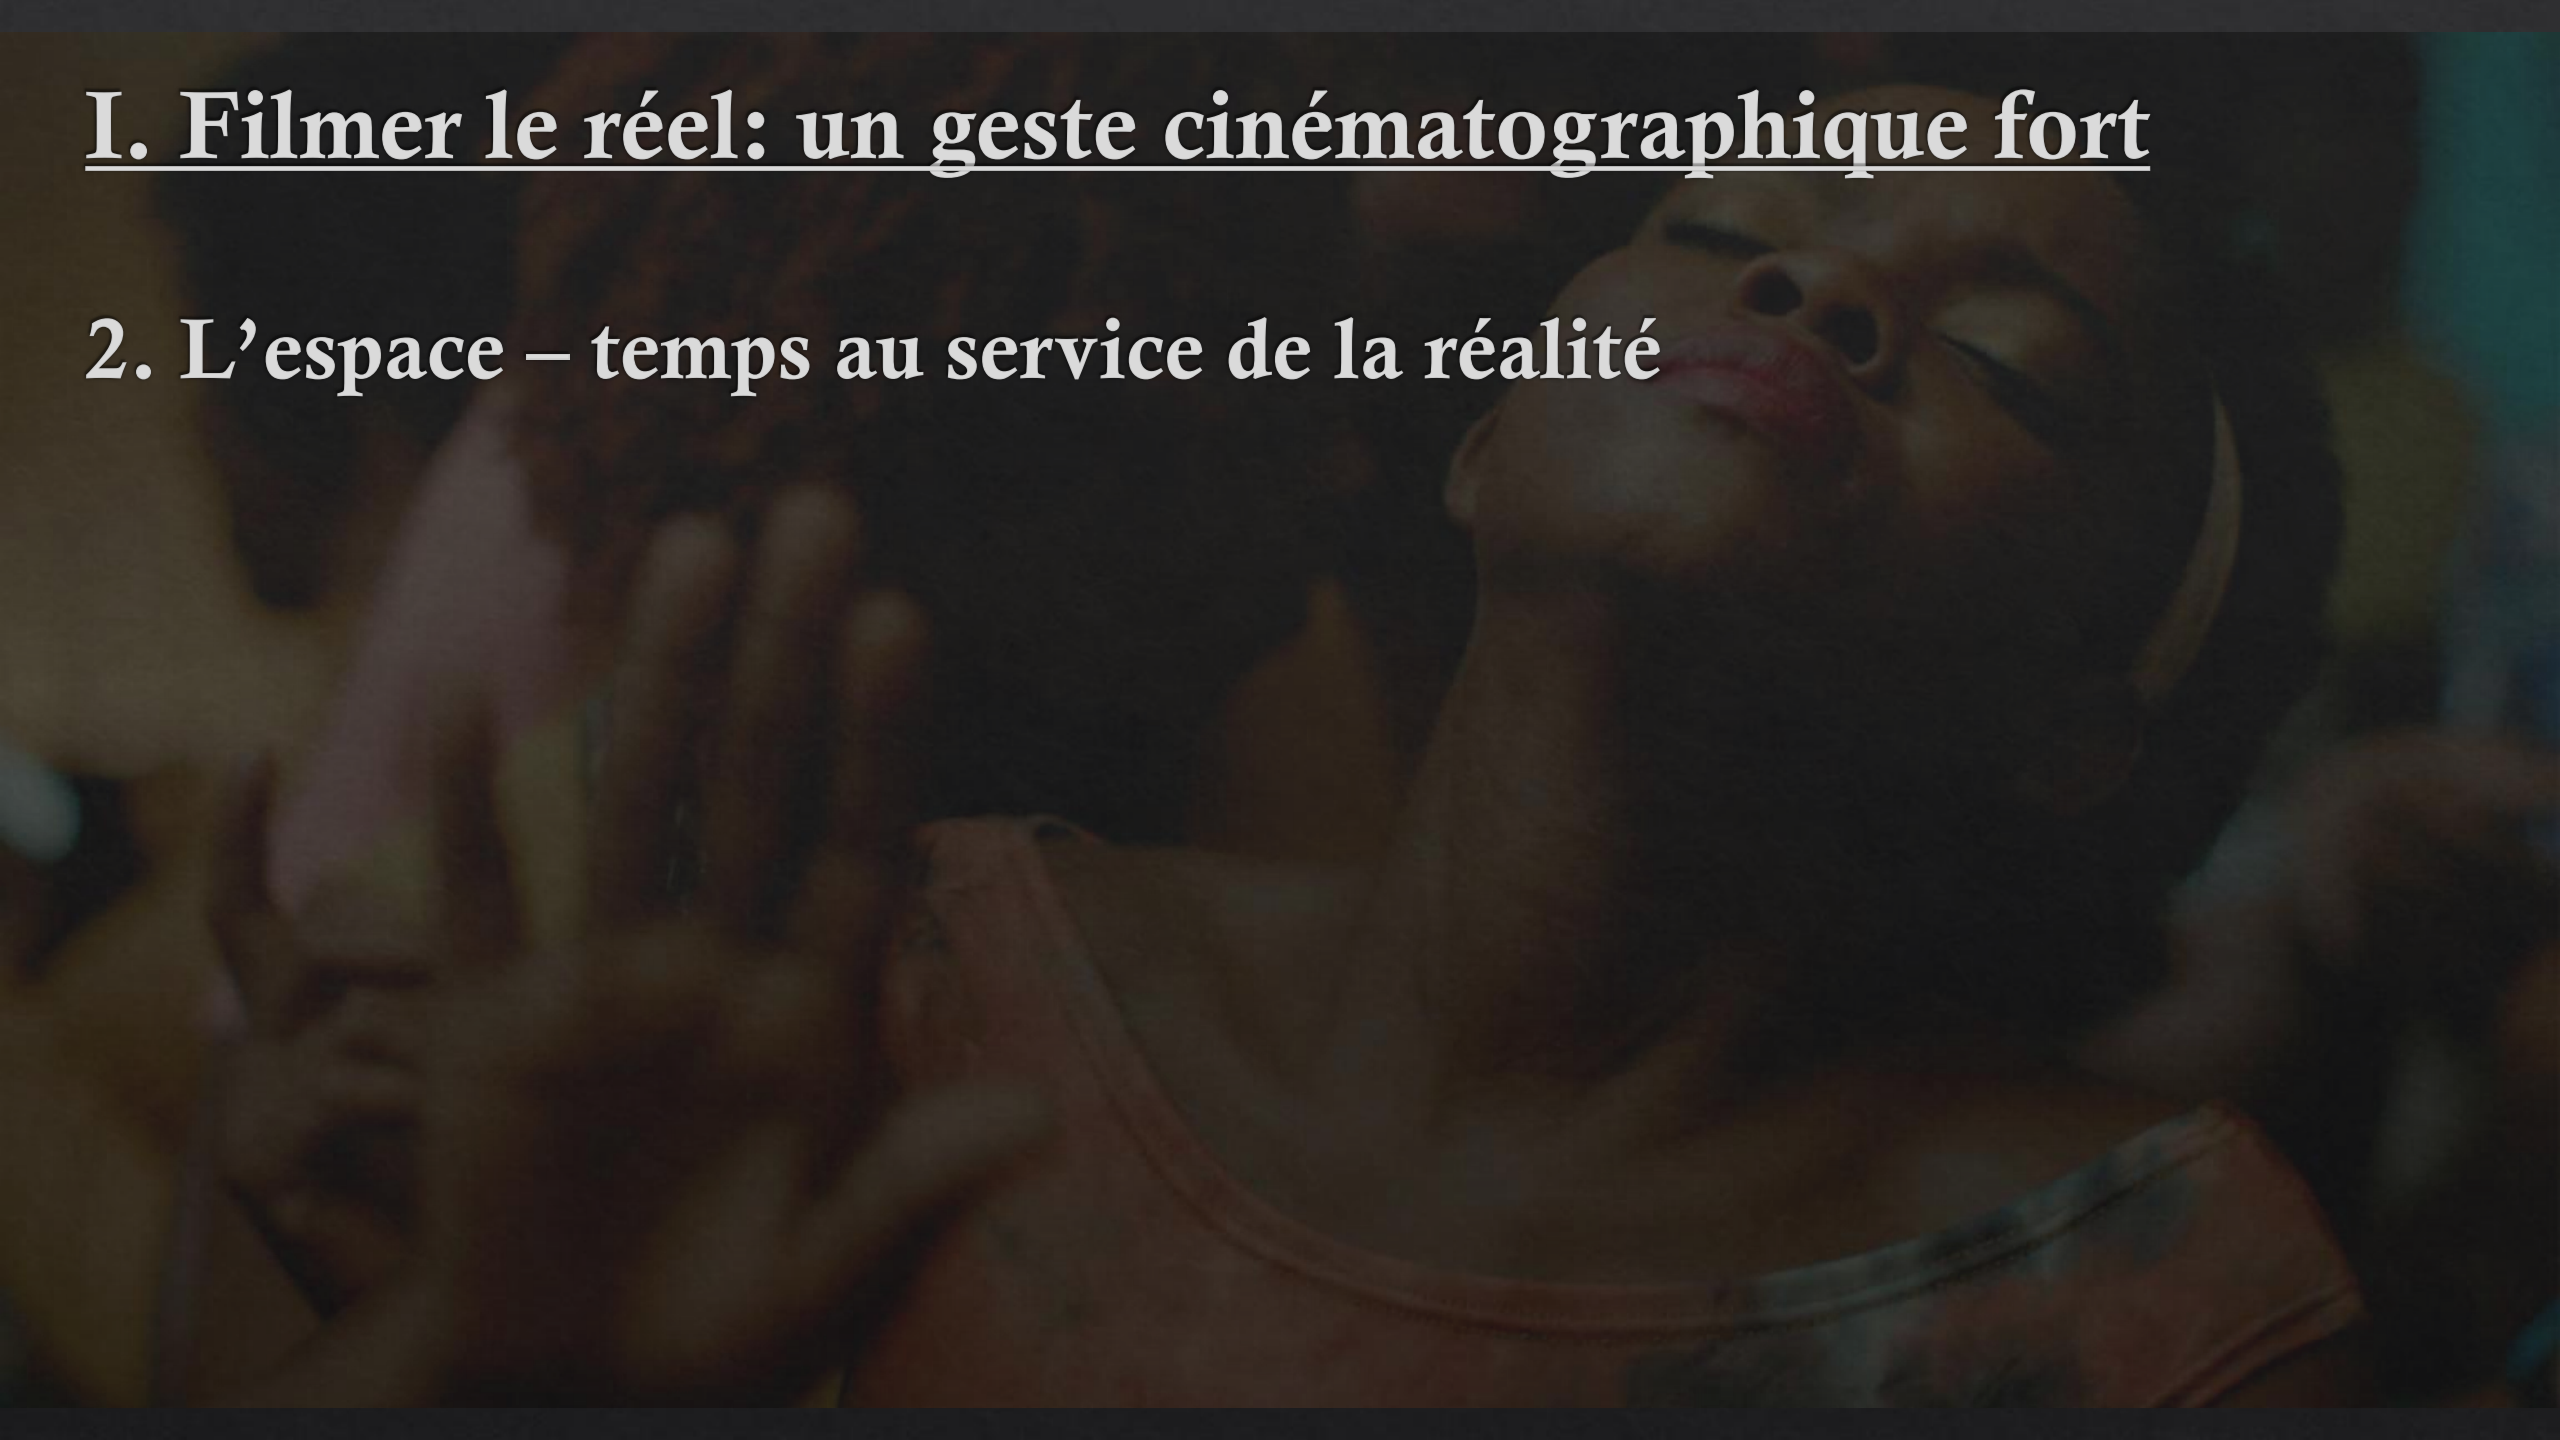 I. Filmer le réel: un geste cinématographique fort
2. L’espace – temps au service de la réalité